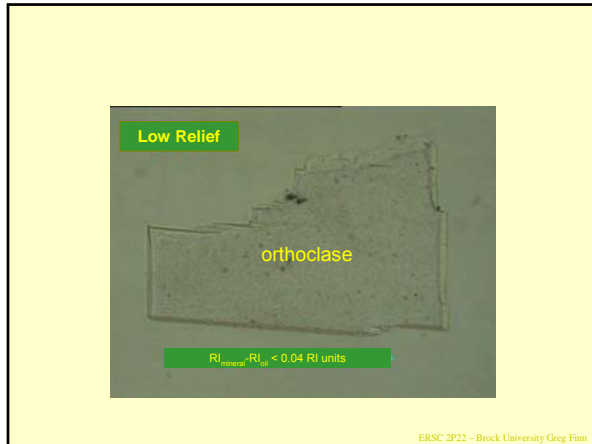 Low Relief
orthoclase
RImineral-RIoil < 0.04 RI units
ERSC 2P22 – Brock University Greg Finn